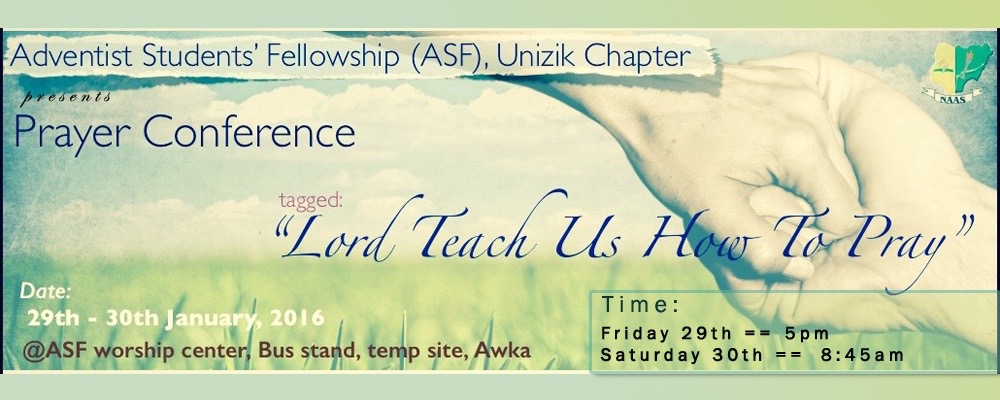 Adventist Students' Fellowship (ASF), Unizik Chapter
presents
Prayer Conference
NAAS
tagged:
"Lord Teach Us How To Pray"
Date:
29th - 30th January, 2016
@ASF worship center, Bus stand, temp site, Awka
Time:
Friday 29th == 5pm
Saturday 30th == 8:45am